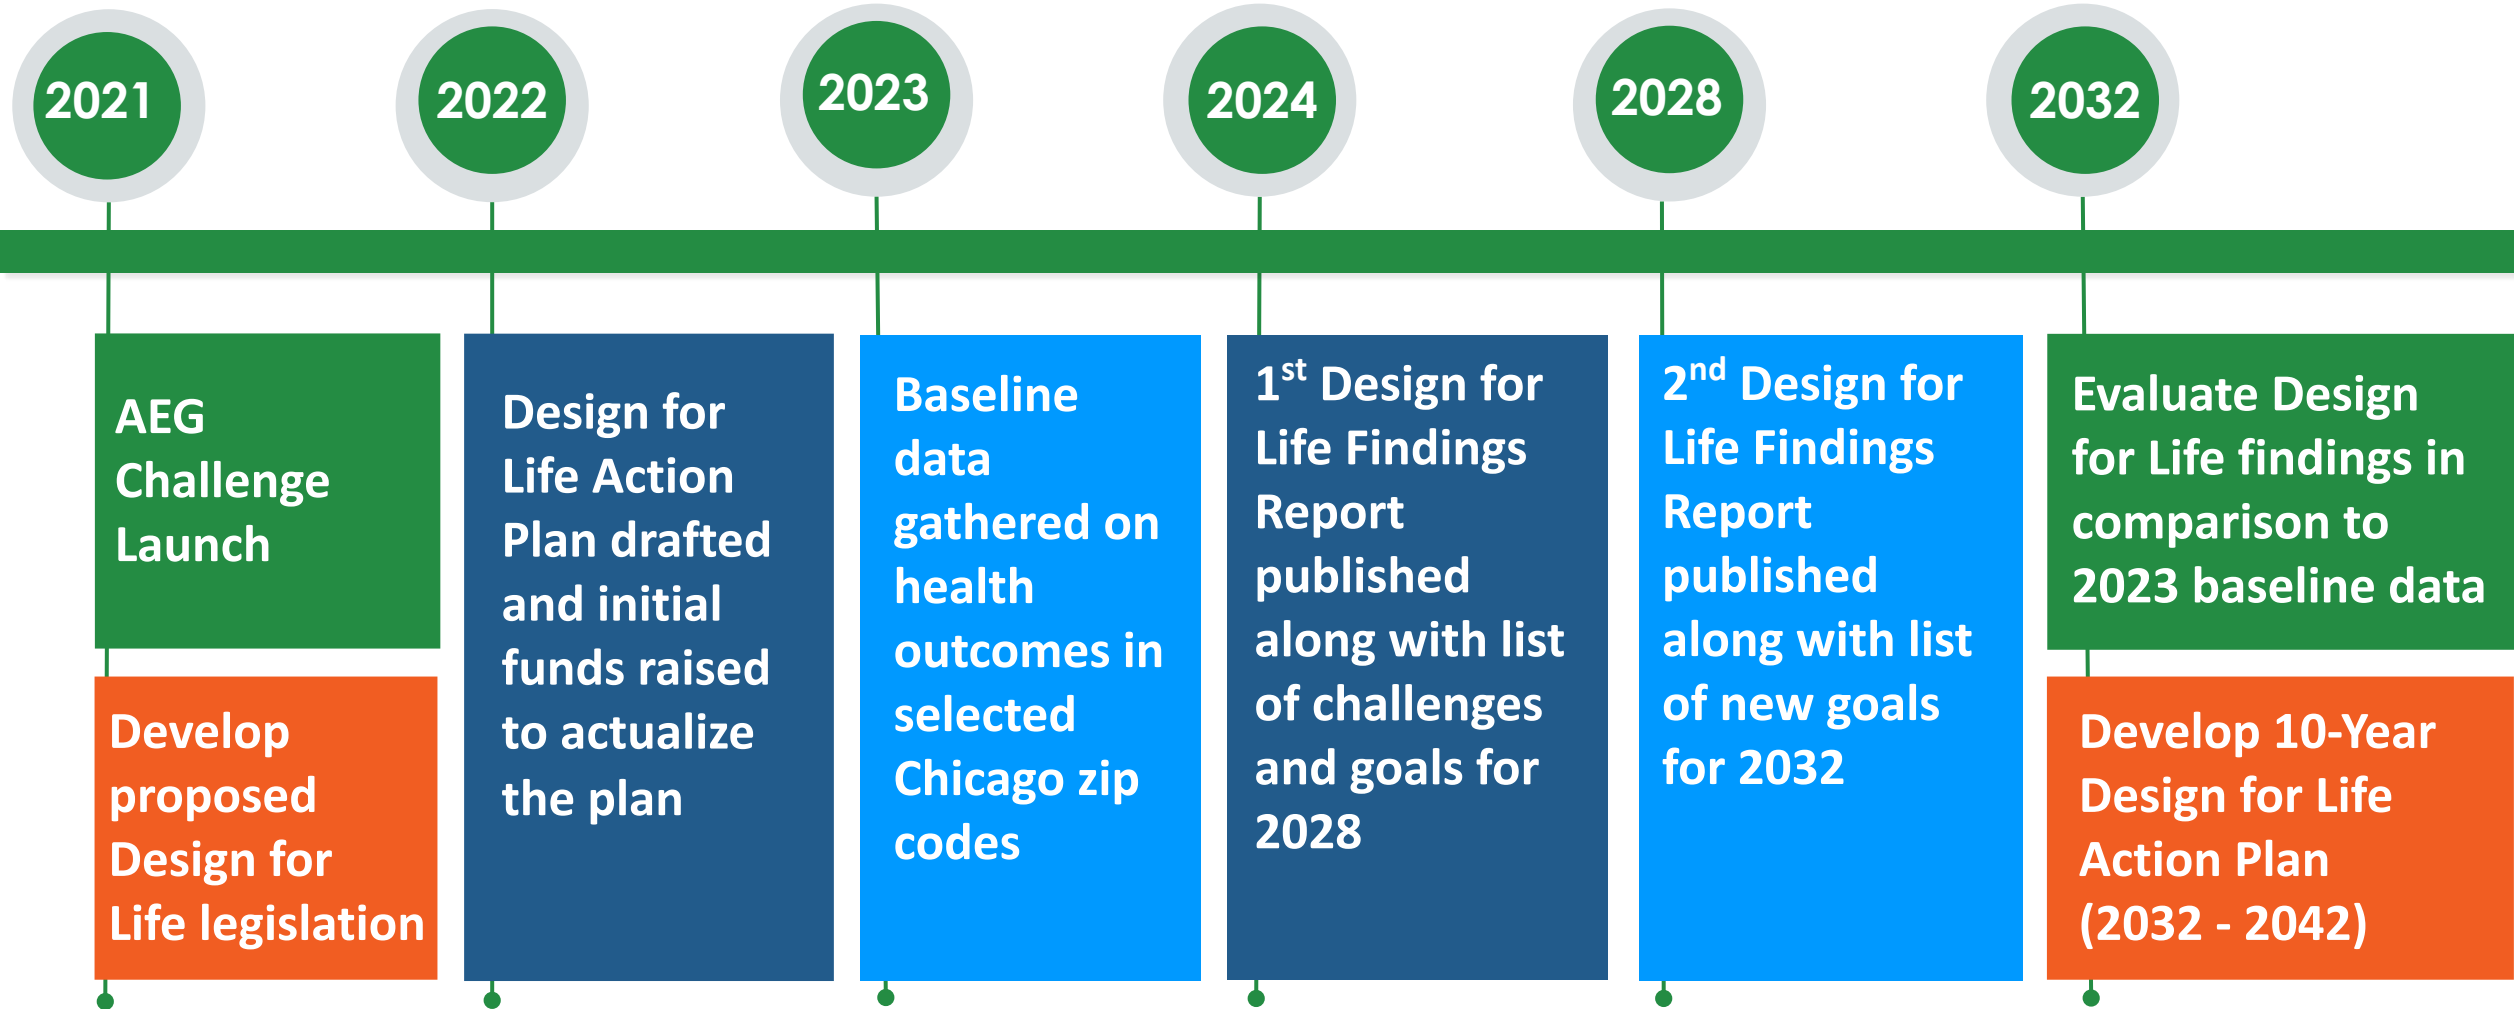 2021
2022
2023
2024
2028
2032
AEG
Challenge
Launch
Develop
proposed
Design for
Life legislation
Design for
Life Action
Plan drafted
and initial
funds raised
to actualize
the plan
Baseline
data
gathered on
health
outcomes in
selected
Chicago zip
codes
1st Design for
Life Findings
Report
published
along with list
of challenges
and goals for
2028
2nd Design for
Life Findings
Report
published
along with list
of new goals
for 2032
Evaluate Design
for Life findings in
comparison to
2023 baseline data
Develop 10-Year
Design for Life
Action Plan
(2032 - 2042)